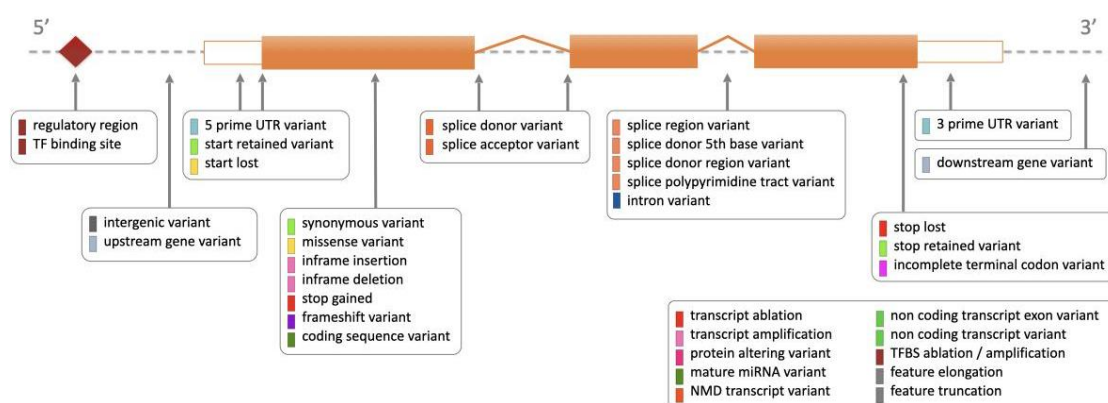 5’
3’
regulatory region
TF binding site
5 prime UTR variant
start retained variant
start lost
splice donor variant
splice acceptor variant
splice region variant
splice donor 5th base variant
splice donor region variant
splice polypyrimidine tract variant
intron variant
3 prime UTR variant
downstream gene variant
intergenic variant
upstream gene variant
synonymous variant
missense variant
inframe insertion
inframe deletion
stop gained
frameshift variant
coding sequence variant
stop lost
stop retained variant
incomplete terminal codon variant
transcript ablation
transcript amplification
protein altering variant
mature miRNA variant
NMD transcript variant
non coding transcript exon variant
non coding transcript variant
TFBS ablation / amplification
feature elongation
feature truncation